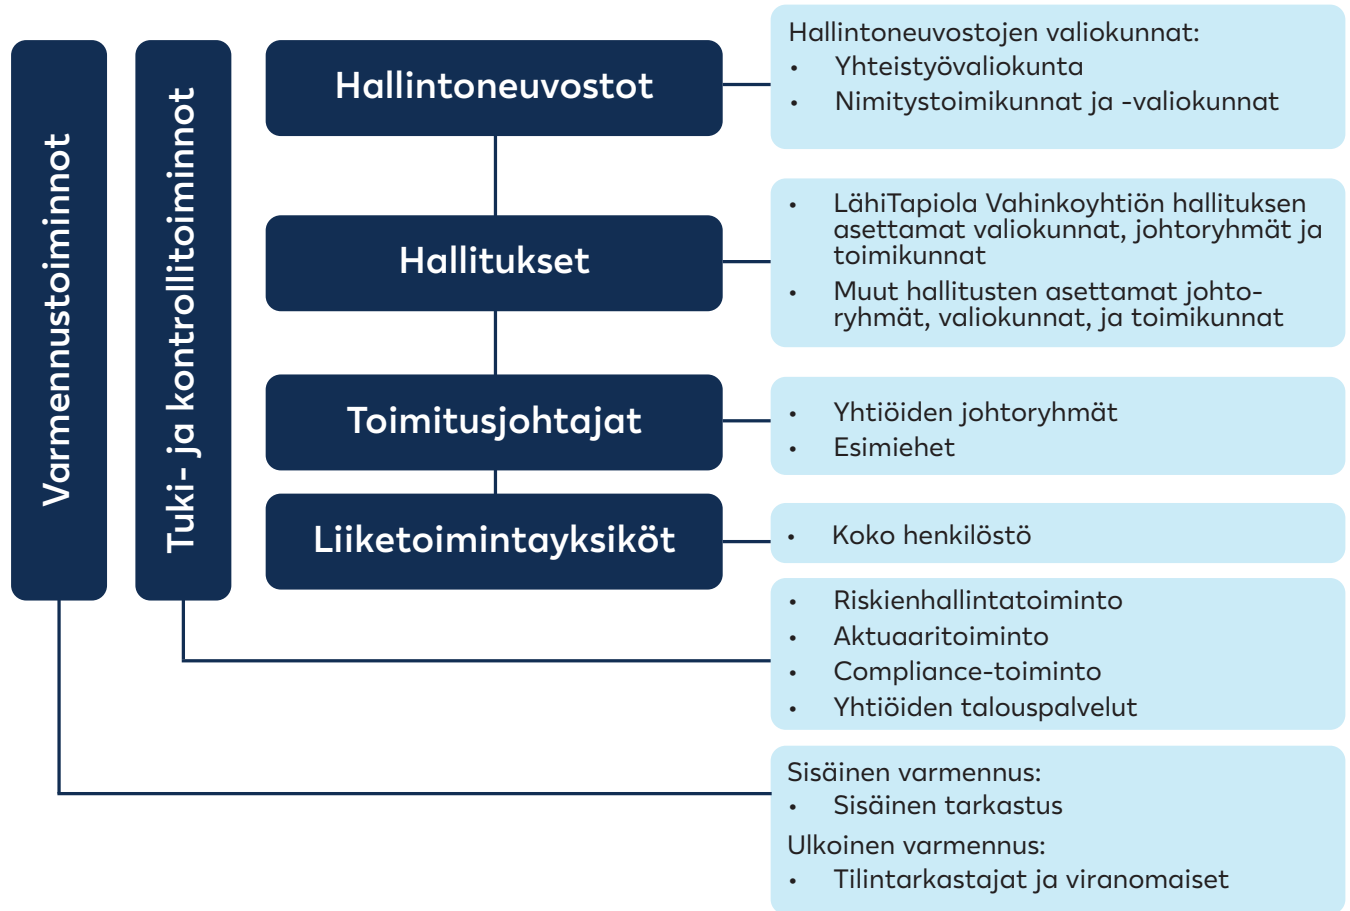 Varmennustoiminnot
Tuki- ja kontrollitoiminnot
Hallintoneuvostot
Hallintoneuvostojen valiokunnat:
• Yhteistyövaliokunta
• Nimitystoimikunnat ja -valiokunnat
Hallitukset
• LähiTapiola Vahinkoyhtiön hallituksen
asettamat valiokunnat, johtoryhmät ja
toimikunnat
• Muut hallitusten asettamat johto-
ryhmät, valiokunnat, ja toimikunnat
Toimitusjohtajat
• Yhtiöiden johtoryhmät
• Esimiehet
Liiketoimintayksiköt
• Koko henkilöstö
• Riskienhallintatoiminto
• Aktuaaritoiminto
• Compliance-toiminto
• Yhtiöiden talouspalvelut
Sisäinen varmennus:
• Sisäinen tarkastus
Ulkoinen varmennus:
• Tilintarkastajat ja viranomaiset